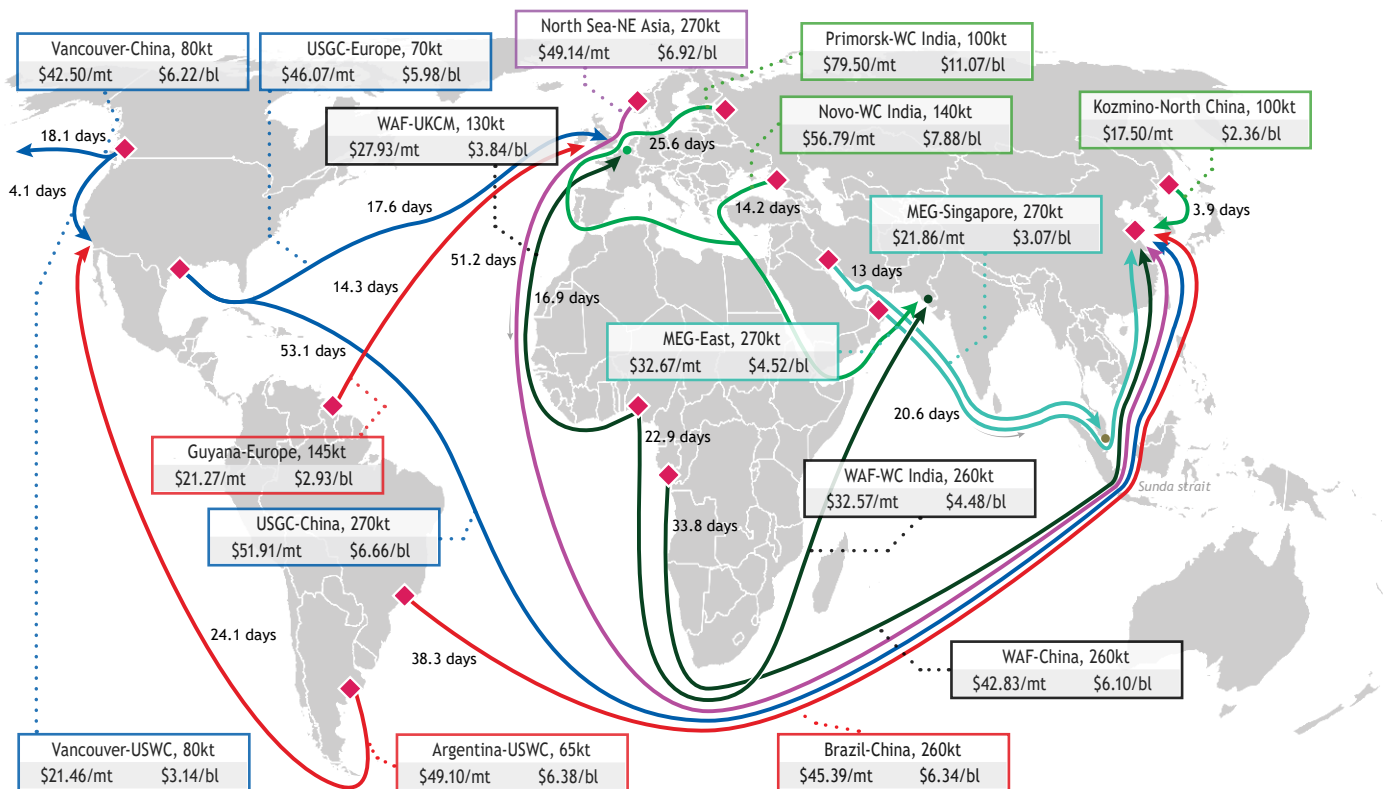 North Sea-NE Asia, 270kt
$49.14/mt $6.92/bl
Vancouver-China, 80kt
$42.50/mt $6.22/bl
USGC-Europe, 70kt
$46.07/mt $5.98/bl
Primorsk-WC India, 100kt
$79.50/mt $11.07/bl
WAF-UKCM, 130kt
$27.93/mt $3.84/bl
Novo-WC India, 140kt
$56.79/mt $7.88/bl
Kozmino-North China, 100kt
$17.50/mt $2.36/bl
18.1 days
25.6 days
4.1 days
17.6 days
14.2 days
3.9 days
MEG-Singapore, 270kt
$21.86/mt $3.07/bl
51.2 days
13 days
14.3 days
16.9 days
53.1 days
MEG-East, 270kt
$32.67/mt $4.52/bl
20.6 days
22.9 days
Guyana-Europe, 145kt
$21.27/mt $2.93/bl
WAF-WC India, 260kt
$32.57/mt $4.48/bl
Sunda strait
USGC-China, 270kt
$51.91/mt $6.66/bl
33.8 days
24.1 days
38.3 days
WAF-China, 260kt
$42.83/mt $6.10/bl
Vancouver-USWC, 80kt
$21.46/mt $3.14/bl
Argentina-USWC, 65kt
$49.10/mt $6.38/bl
Brazil-China, 260kt
$45.39/mt $6.34/bl